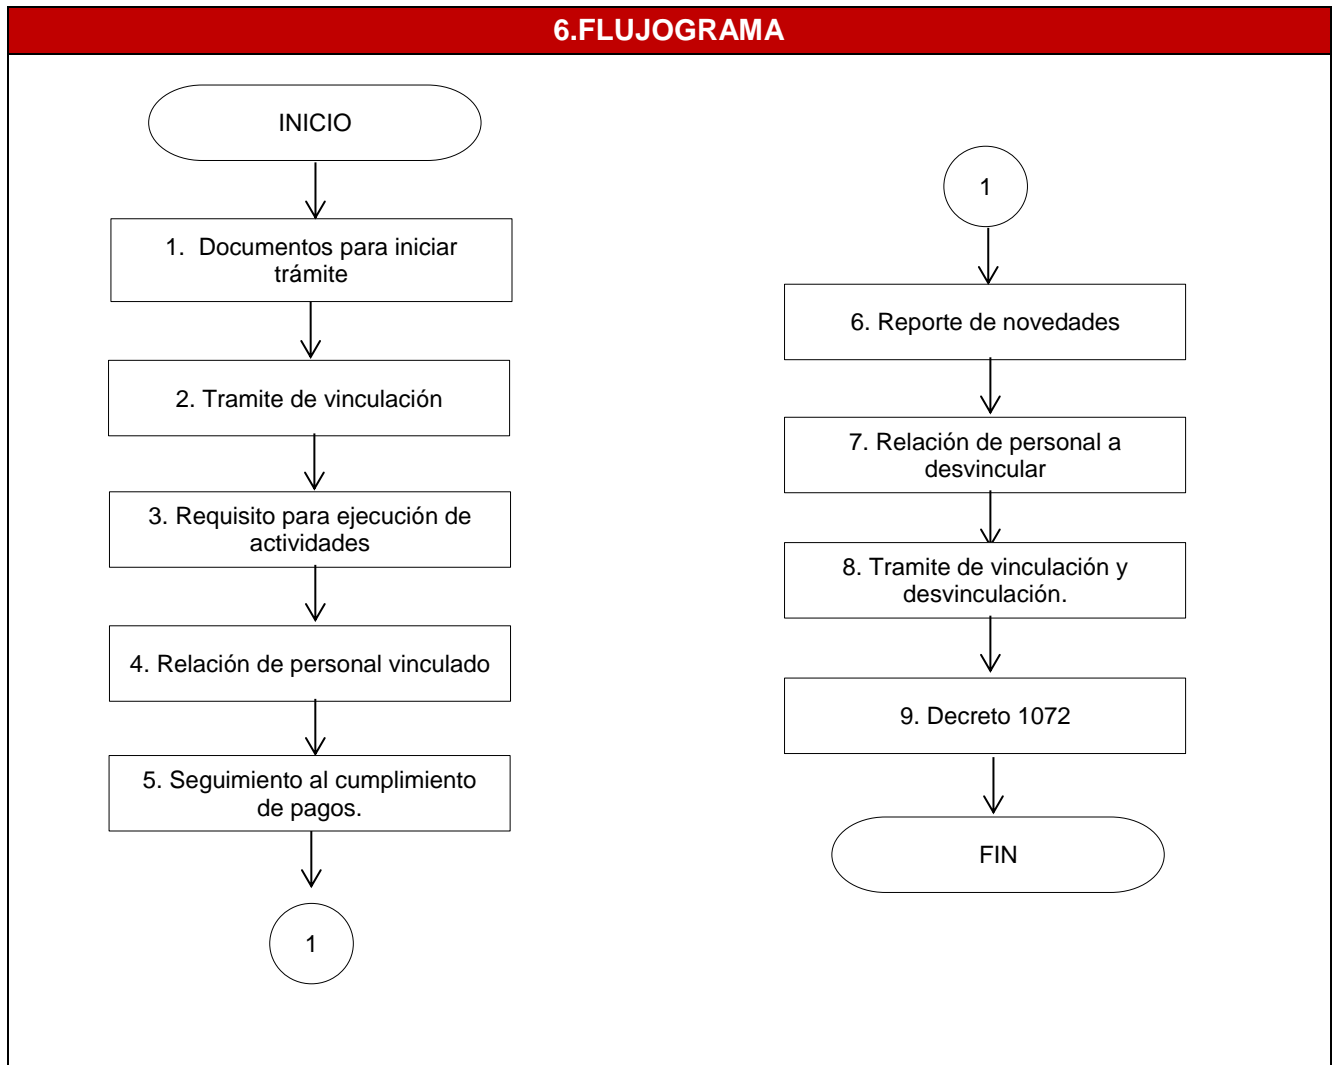 6.FLUJOGRAMA
INICIO
1. Documentos para iniciar
trámite
2. Tramite de vinculación
3. Requisito para ejecución de
actividades
4. Relación de personal vinculado
5. Seguimiento al cumplimiento
de pagos.
1
1
6. Reporte de novedades
7. Relación de personal a
desvincular
8. Tramite de vinculación y
desvinculación.
9. Decreto 1072
FIN